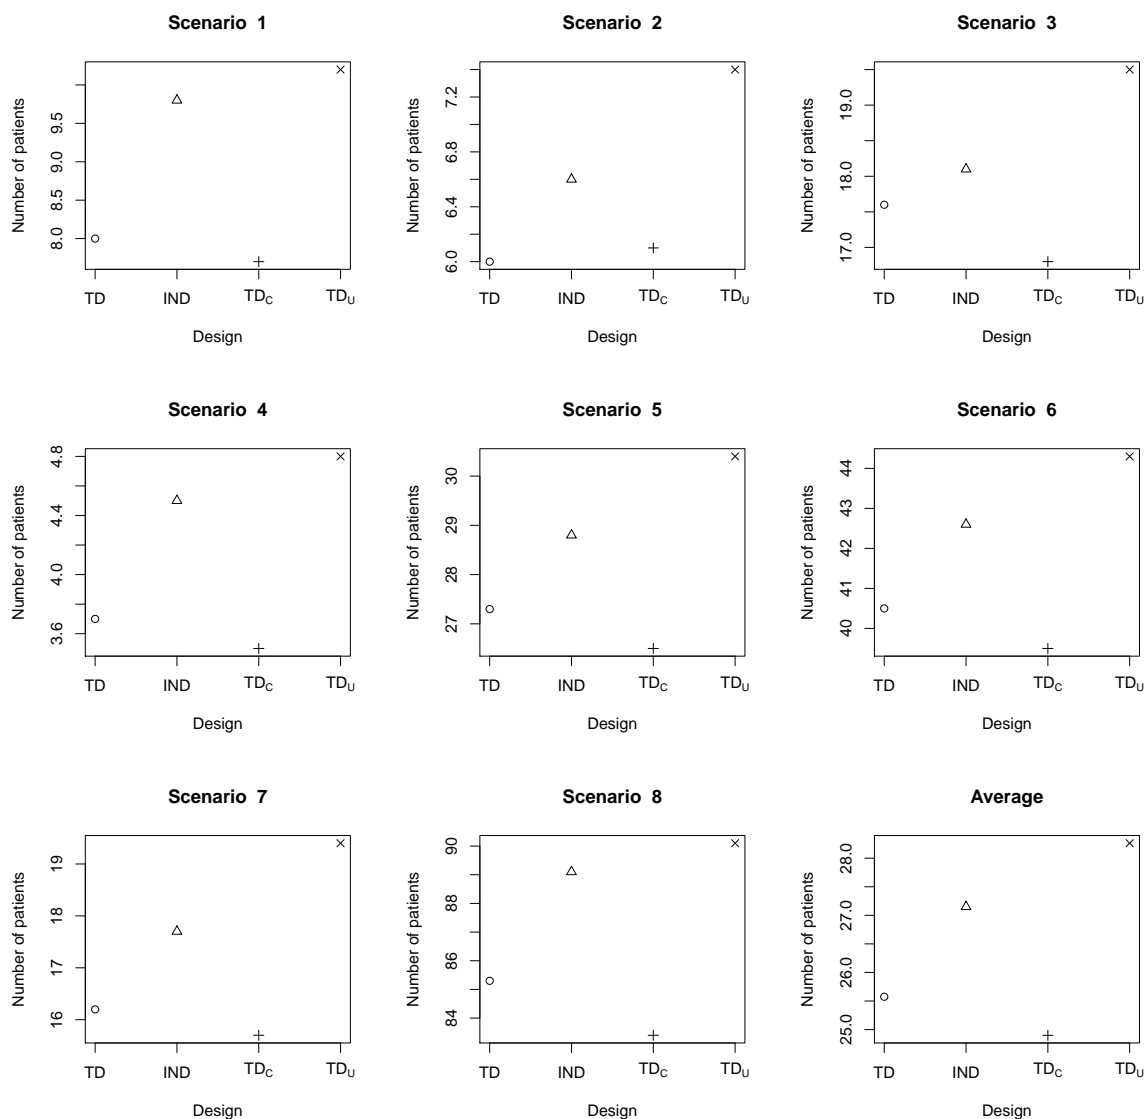 Scenario 1
Number of patients
8.0 8.5 9.0 9.5
TD IND TD_C TD_U
Design
Scenario 2
Number of patients
6.0 6.4 6.8 7.2
TD IND TD_C TD_U
Design
Scenario 3
Number of patients
17.0 18.0 19.0
TD IND TD_C TD_U
Design
Scenario 4
Number of patients
3.6 4.0 4.4 4.8
TD IND TD_C TD_U
Design
Scenario 5
Number of patients
27 28 29 30
TD IND TD_C TD_U
Design
Scenario 6
Number of patients
40 41 42 43 44
TD IND TD_C TD_U
Design
Scenario 7
Number of patients
16 17 18 19
TD IND TD_C TD_U
Design
Scenario 8
Number of patients
84 86 88 90
TD IND TD_C TD_U
Design
Average
Number of patients
25.0 26.0 27.0 28.0
TD IND TD_C TD_U
Design